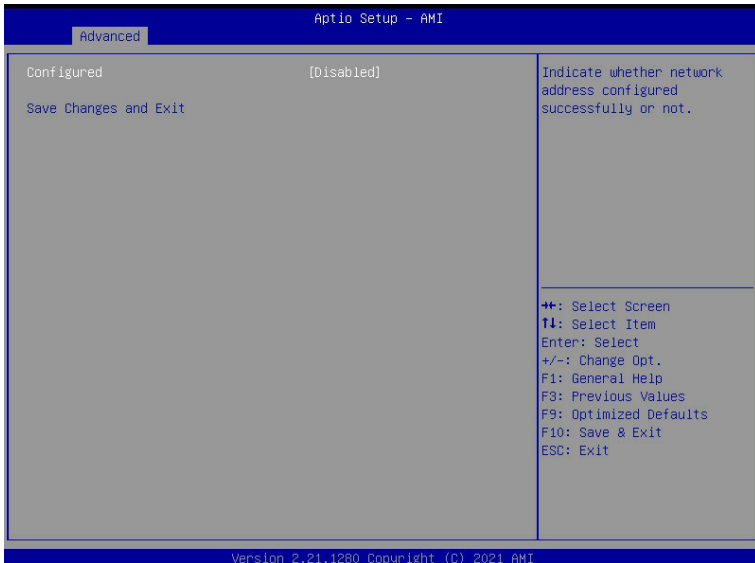 Aptio Setup - AMI
Advanced
Configured [Disabled]
Save Changes and Exit
Indicate whether network
address configured
successfully or not.
→←: Select Screen
↑↓: Select Item
Enter: Select
+/-: Change Opt.
F1: General Help
F3: Previous Values
F9: Optimized Defaults
F10: Save & Exit
ESC: Exit
Version 2.21.1280 Copyright (C) 2021 AMI